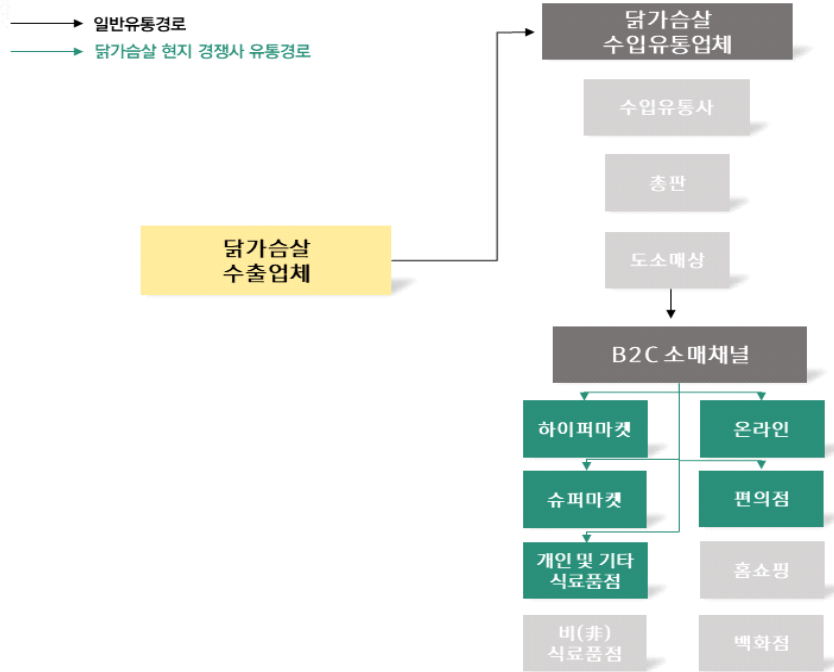 일반유통경로
닭가슴살 현지 경쟁사 유통경로
닭가슴살
수입유통업체
수입유통사
총판
도소매상
닭가슴살
수출업체
B2C 소매채널
하이퍼마켓
온라인
슈퍼마켓
편의점
개인 및 기타
식료품점
홈쇼핑
비(非)
식료품점
백화점